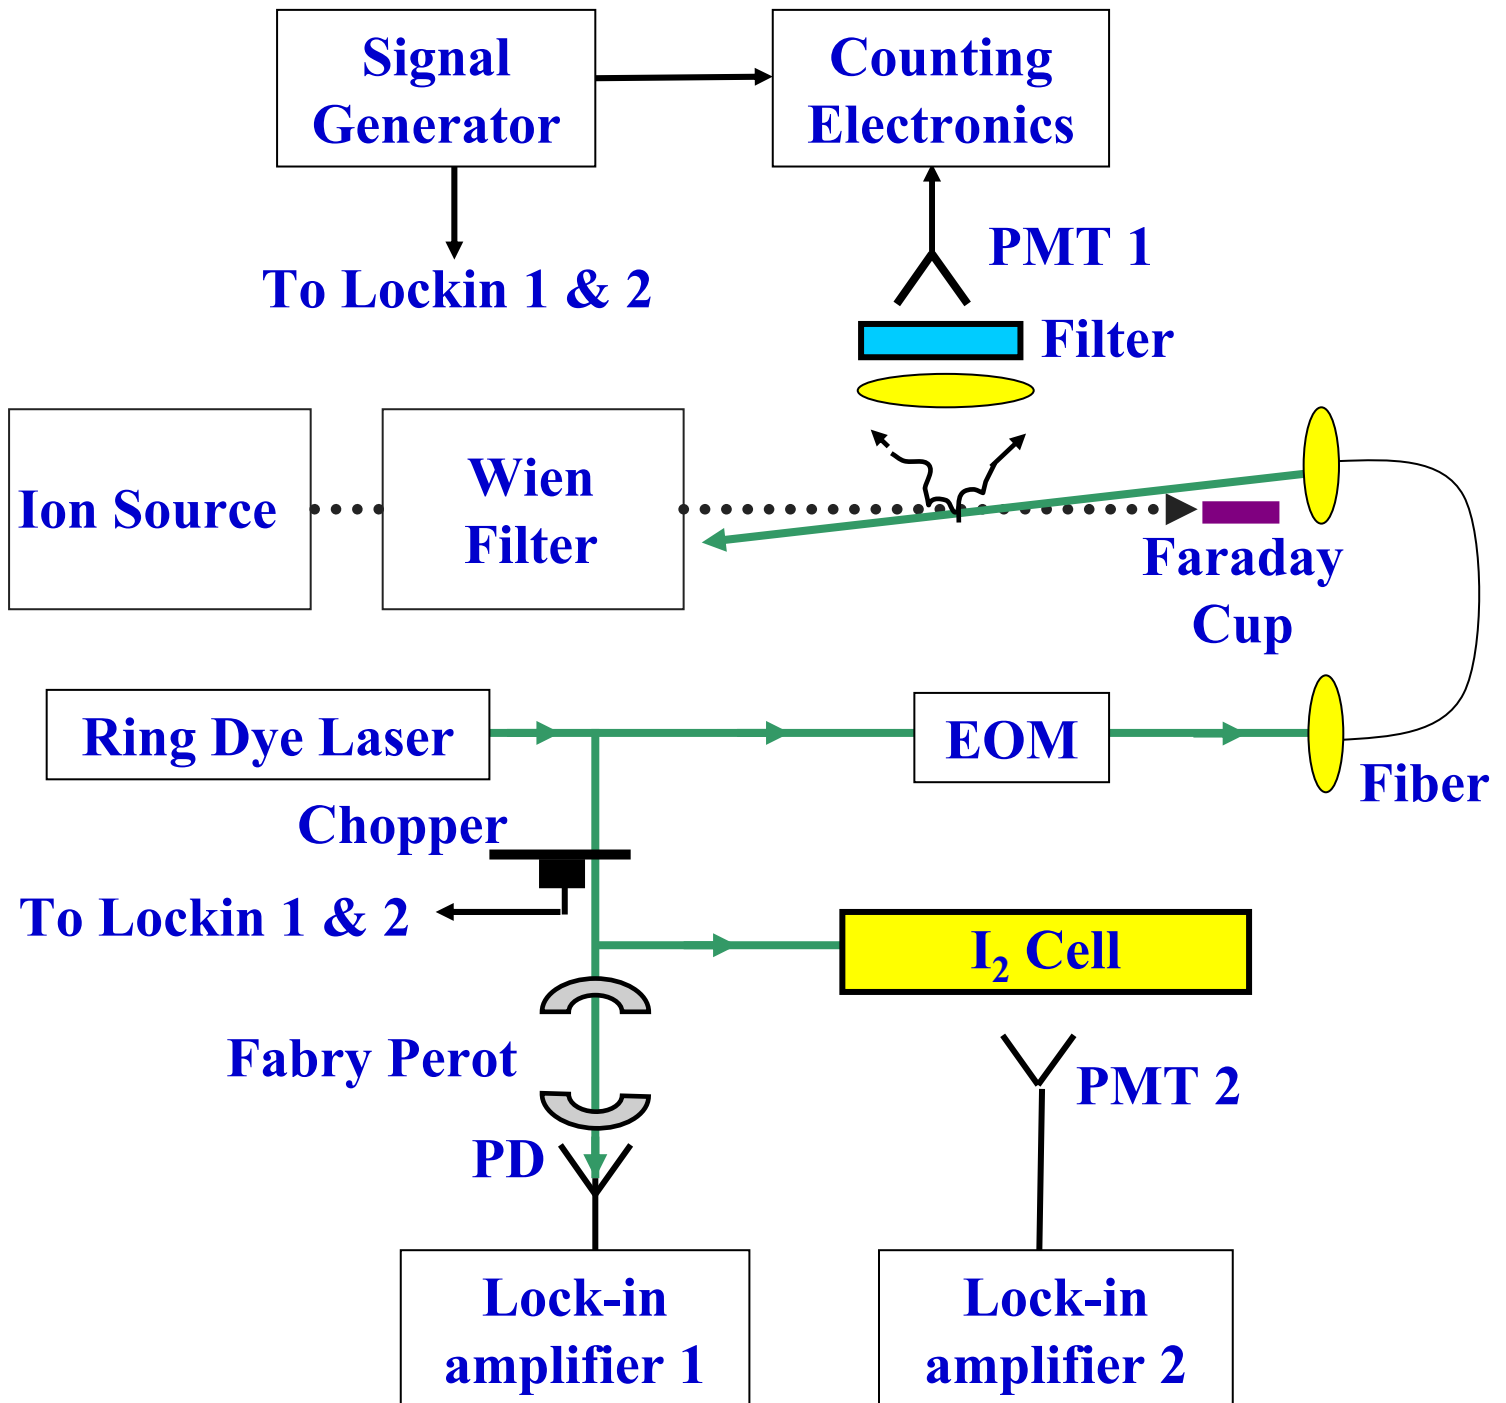 Signal
Generator
Counting
Electronics
PMT 1
To Lockin 1 & 2
Filter
Ion Source
Wien
Filter
Faraday
Cup
Ring Dye Laser
EOM
Fiber
Chopper
To Lockin 1 & 2
I₂ Cell
Fabry Perot
PMT 2
PD
Lock-in
amplifier 1
Lock-in
amplifier 2